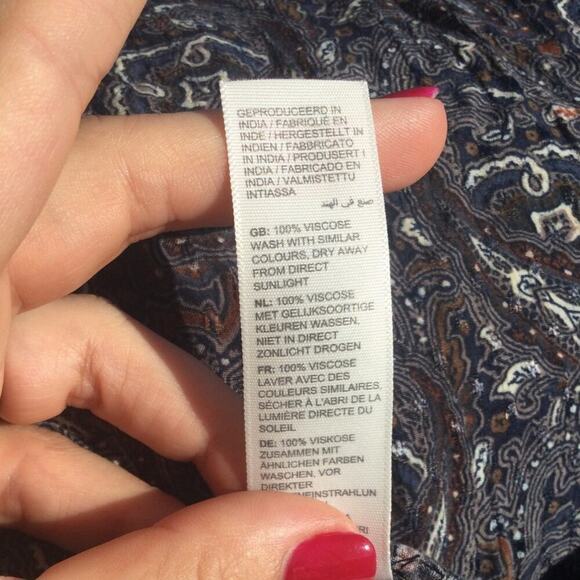 GEPRODUCEERD IN
INDIA / FABRIQUÉ EN
INDE / HERGESTELLT IN
INDIEN / FABBRICATO
IN INDIA / PRODUSERT I
INDIA / FABRICADO EN
INDIA / VALMISTETTU
INTIASSA
صنع في الهند
GB: 100% VISCOSE
WASH WITH SIMILAR
COLOURS, DRY AWAY
FROM DIRECT
SUNLIGHT
NL: 100% VISCOSE
MET GELIJKSOORTIGE
KLEUREN WASSEN,
NIET IN DIRECT
ZONLICHT DROGEN
FR: 100% VISCOSE
LAVER AVEC DES
COULEURS SIMILAIRES,
SÉCHER À L'ABRI DE LA
LUMIÈRE DIRECTE DU
SOLEIL
DE: 100% VISKOSE
ZUSAMMEN MIT
ÄHNLICHEN FARBEN
WASCHEN, VOR
DIREKTER